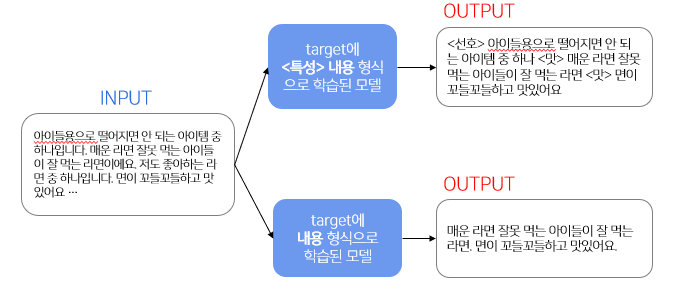 OUTPUT
target에
<특성> 내용 형식
으로 학습된 모델
<선호> 아이들용으로 떨어지면 안 되
는 아이템 중 하나 <맛> 매운 라면 잘못
먹는 아이들이 잘 먹는 라면 <맛> 면이
꼬들꼬들하고 맛있어요
INPUT
아이들용으로 떨어지면 안 되는 아이템 중
하나입니다. 매운 라면 잘못 먹는 아이들
이 잘 먹는 라면이에요. 저도 좋아하는 라
면 중 하나입니다. 면이 꼬들꼬들하고 맛
있어요 …
OUTPUT
target에
내용 형식으로
학습된 모델
매운 라면 잘못 먹는 아이들이 잘 먹는
라면. 면이 꼬들꼬들하고 맛있어요.